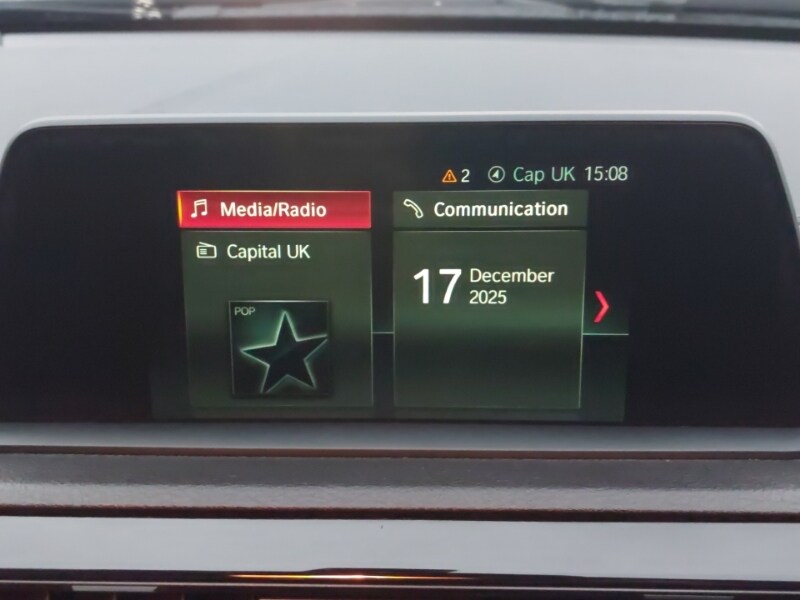 2 Cap UK 15:08
Media/Radio
Capital UK
POP
Communication
17 December
2025